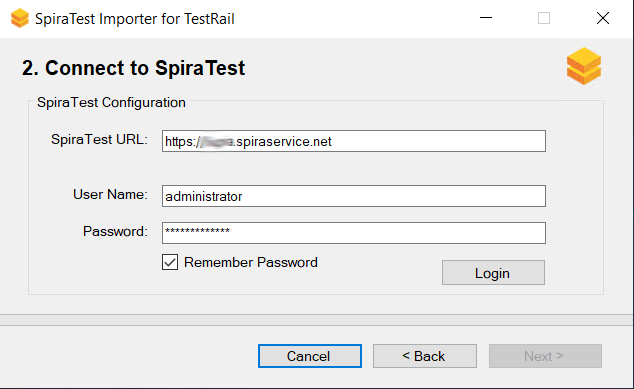 SpiraTest Importer for TestRail
2. Connect to SpiraTest
SpiraTest Configuration
SpiraTest URL: https://.spiraservice.net
User Name: administrator
Password: *************
Remember Password
Login
Cancel < Back Next >